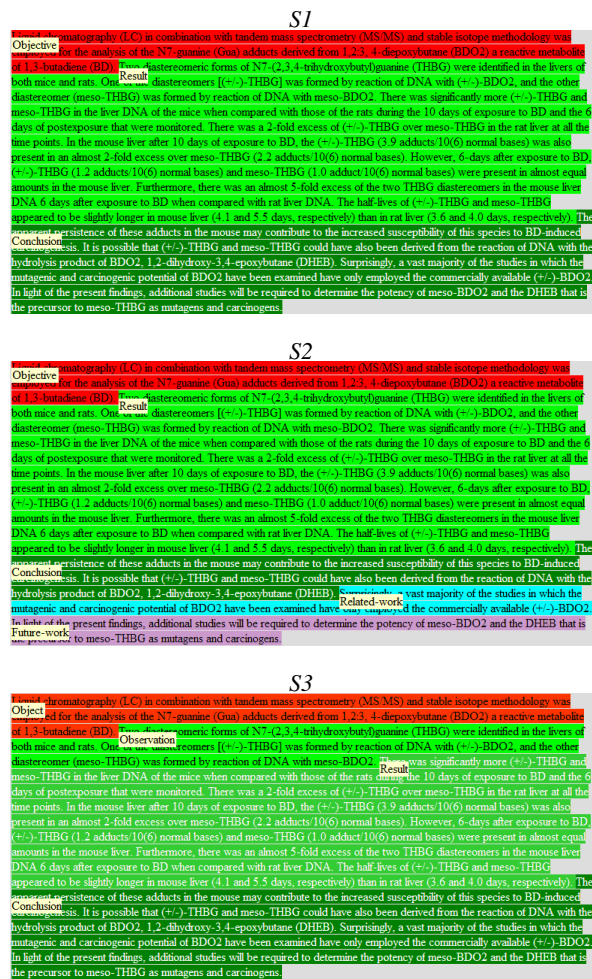 S1
Liquid chromatography (LC) in combination with tandem mass spectrometry (MS/MS) and stable isotope methodology was
Objective
employed for the analysis of the N7-guanine (Gua) adducts derived from 1,2:3, 4-diepoxybutane (BDO2) a reactive metabolite
of 1,3-butadiene (BD). Two diastereomeric forms of N7-(2,3,4-trihydroxybutyl)guanine (THBG) were identified in the livers of
Result
both mice and rats. One of the diastereomers [(+/-)-THBG] was formed by reaction of DNA with (+/-)-BDO2, and the other
diastereomer (meso-THBG) was formed by reaction of DNA with meso-BDO2. There was significantly more (+/-)-THBG and
meso-THBG in the liver DNA of the mice when compared with those of the rats during the 10 days of exposure to BD and the 6
days of postexposure that were monitored. There was a 2-fold excess of (+/-)-THBG over meso-THBG in the rat liver at all the
time points. In the mouse liver after 10 days of exposure to BD, the (+/-)-THBG (3.9 adducts/10(6) normal bases) was also
present in an almost 2-fold excess over meso-THBG (2.2 adducts/10(6) normal bases). However, 6-days after exposure to BD,
(+/-)-THBG (1.2 adducts/10(6) normal bases) and meso-THBG (1.0 adduct/10(6) normal bases) were present in almost equal
amounts in the mouse liver. Furthermore, there was an almost 5-fold excess of the two THBG diastereomers in the mouse liver
DNA 6 days after exposure to BD when compared with rat liver DNA. The half-lives of (+/-)-THBG and meso-THBG
appeared to be slightly longer in mouse liver (4.1 and 5.5 days, respectively) than in rat liver (3.6 and 4.0 days, respectively). The
apparent persistence of these adducts in the mouse may contribute to the increased susceptibility of this species to BD-induced
Conclusion
carcinogenesis. It is possible that (+/-)-THBG and meso-THBG could have also been derived from the reaction of DNA with the
hydrolysis product of BDO2, 1,2-dihydroxy-3,4-epoxybutane (DHEB). Surprisingly, a vast majority of the studies in which the
mutagenic and carcinogenic potential of BDO2 have been examined have only employed the commercially available (+/-)-BDO2.
In light of the present findings, additional studies will be required to determine the potency of meso-BDO2 and the DHEB that is
the precursor to meso-THBG as mutagens and carcinogens.
S2
Liquid chromatography (LC) in combination with tandem mass spectrometry (MS/MS) and stable isotope methodology was
Objective
employed for the analysis of the N7-guanine (Gua) adducts derived from 1,2:3, 4-diepoxybutane (BDO2) a reactive metabolite
of 1,3-butadiene (BD). Two diastereomeric forms of N7-(2,3,4-trihydroxybutyl)guanine (THBG) were identified in the livers of
Result
both mice and rats. One of the diastereomers [(+/-)-THBG] was formed by reaction of DNA with (+/-)-BDO2, and the other
diastereomer (meso-THBG) was formed by reaction of DNA with meso-BDO2. There was significantly more (+/-)-THBG and
meso-THBG in the liver DNA of the mice when compared with those of the rats during the 10 days of exposure to BD and the 6
days of postexposure that were monitored. There was a 2-fold excess of (+/-)-THBG over meso-THBG in the rat liver at all the
time points. In the mouse liver after 10 days of exposure to BD, the (+/-)-THBG (3.9 adducts/10(6) normal bases) was also
present in an almost 2-fold excess over meso-THBG (2.2 adducts/10(6) normal bases). However, 6-days after exposure to BD,
(+/-)-THBG (1.2 adducts/10(6) normal bases) and meso-THBG (1.0 adduct/10(6) normal bases) were present in almost equal
amounts in the mouse liver. Furthermore, there was an almost 5-fold excess of the two THBG diastereomers in the mouse liver
DNA 6 days after exposure to BD when compared with rat liver DNA. The half-lives of (+/-)-THBG and meso-THBG
appeared to be slightly longer in mouse liver (4.1 and 5.5 days, respectively) than in rat liver (3.6 and 4.0 days, respectively). The
apparent persistence of these adducts in the mouse may contribute to the increased susceptibility of this species to BD-induced
Conclusion
carcinogenesis. It is possible that (+/-)-THBG and meso-THBG could have also been derived from the reaction of DNA with the
hydrolysis product of BDO2, 1,2-dihydroxy-3,4-epoxybutane (DHEB). Surprisingly, a vast majority of the studies in which the
Related-work
mutagenic and carcinogenic potential of BDO2 have been examined have only employed the commercially available (+/-)-BDO2.
In light of the present findings, additional studies will be required to determine the potency of meso-BDO2 and the DHEB that is
Future-work
the precursor to meso-THBG as mutagens and carcinogens.
S3
Liquid chromatography (LC) in combination with tandem mass spectrometry (MS/MS) and stable isotope methodology was
Object
employed for the analysis of the N7-guanine (Gua) adducts derived from 1,2:3, 4-diepoxybutane (BDO2) a reactive metabolite
of 1,3-butadiene (BD). Two diastereomeric forms of N7-(2,3,4-trihydroxybutyl)guanine (THBG) were identified in the livers of
Observation
both mice and rats. One of the diastereomers [(+/-)-THBG] was formed by reaction of DNA with (+/-)-BDO2, and the other
diastereomer (meso-THBG) was formed by reaction of DNA with meso-BDO2. There was significantly more (+/-)-THBG and
Result
meso-THBG in the liver DNA of the mice when compared with those of the rats during the 10 days of exposure to BD and the 6
days of postexposure that were monitored. There was a 2-fold excess of (+/-)-THBG over meso-THBG in the rat liver at all the
time points. In the mouse liver after 10 days of exposure to BD, the (+/-)-THBG (3.9 adducts/10(6) normal bases) was also
present in an almost 2-fold excess over meso-THBG (2.2 adducts/10(6) normal bases). However, 6-days after exposure to BD,
(+/-)-THBG (1.2 adducts/10(6) normal bases) and meso-THBG (1.0 adduct/10(6) normal bases) were present in almost equal
amounts in the mouse liver. Furthermore, there was an almost 5-fold excess of the two THBG diastereomers in the mouse liver
DNA 6 days after exposure to BD when compared with rat liver DNA. The half-lives of (+/-)-THBG and meso-THBG
appeared to be slightly longer in mouse liver (4.1 and 5.5 days, respectively) than in rat liver (3.6 and 4.0 days, respectively). The
apparent persistence of these adducts in the mouse may contribute to the increased susceptibility of this species to BD-induced
Conclusion
carcinogenesis. It is possible that (+/-)-THBG and meso-THBG could have also been derived from the reaction of DNA with the
hydrolysis product of BDO2, 1,2-dihydroxy-3,4-epoxybutane (DHEB). Surprisingly, a vast majority of the studies in which the
mutagenic and carcinogenic potential of BDO2 have been examined have only employed the commercially available (+/-)-BDO2.
In light of the present findings, additional studies will be required to determine the potency of meso-BDO2 and the DHEB that is
the precursor to meso-THBG as mutagens and carcinogens.